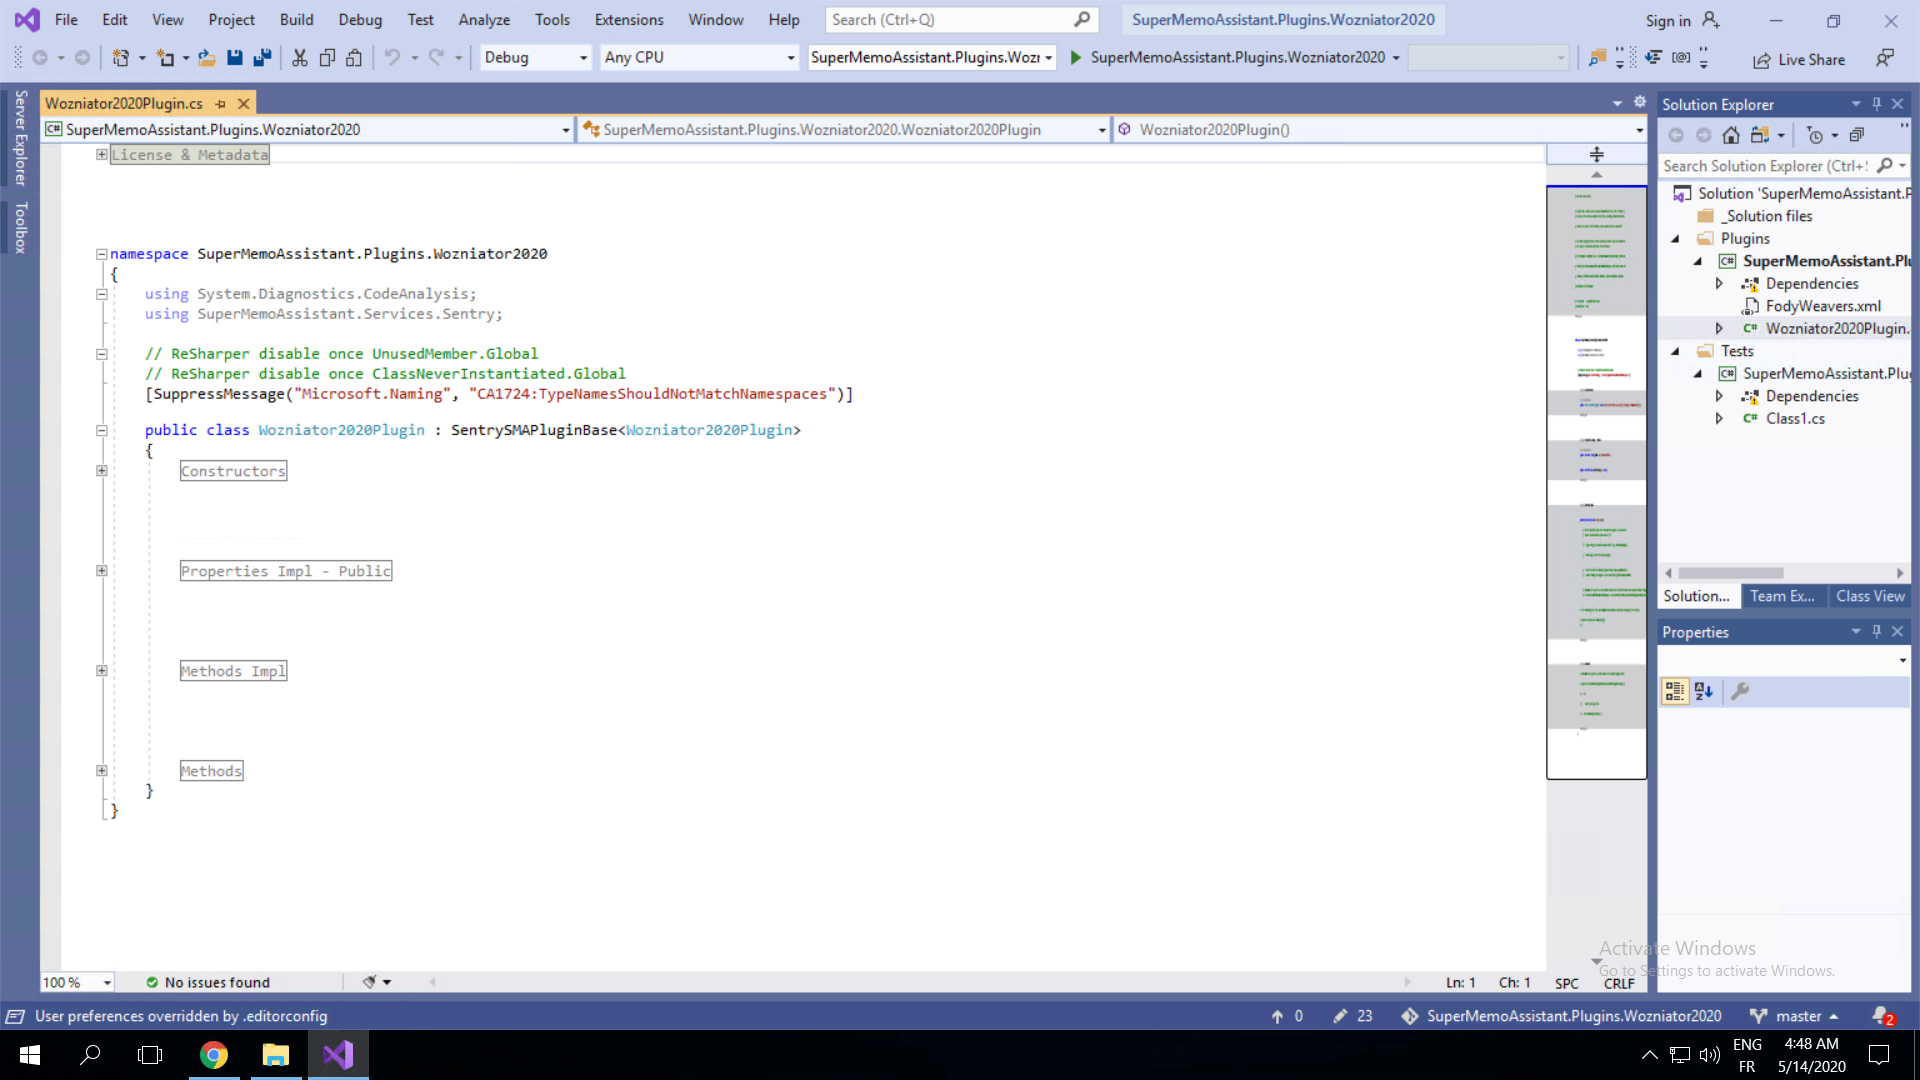 File Edit View Project Build Debug Test Analyze Tools Extensions Window Help Search (Ctrl+Q) SuperMemoAssistant.Plugins.Wozniator2020 Sign in
Debug Any CPU SuperMemoAssistant.Plugins.Wozr SuperMemoAssistant.Plugins.Wozniator2020 Live Share
Server Explorer
Toolbox
Wozniator2020Plugin.cs
SuperMemoAssistant.Plugins.Wozniator2020 SuperMemoAssistant.Plugins.Wozniator2020.Wozniator2020Plugin Wozniator2020Plugin()
License & Metadata
namespace SuperMemoAssistant.Plugins.Wozniator2020
{
using System.Diagnostics.CodeAnalysis;
using SuperMemoAssistant.Services.Sentry;
// ReSharper disable once UnusedMember.Global
// ReSharper disable once ClassNeverInstantiated.Global
[SuppressMessage("Microsoft.Naming", "CA1724:TypeNamesShouldNotMatchNamespaces")]
public class Wozniator2020Plugin : SentrySMAPluginBase<Wozniator2020Plugin>
{
Constructors
Properties Impl - Public
Methods Impl
Methods
}
}
Solution Explorer
Search Solution Explorer (Ctrl+;
Solution 'SuperMemoAssistant.P
_Solution files
Plugins
C# SuperMemoAssistant.Plu
Dependencies
FodyWeavers.xml
C# Wozniator2020Plugin.
Tests
C# SuperMemoAssistant.Plug
Dependencies
C# Class1.cs
Solution... Team Ex... Class View
Properties
Activate Windows
Go to Settings to activate Windows.
100 % No issues found Ln: 1 Ch: 1 SPC CRLF
User preferences overridden by .editorconfig 0 23 SuperMemoAssistant.Plugins.Wozniator2020 master 2
ENG
FR
4:48 AM
5/14/2020